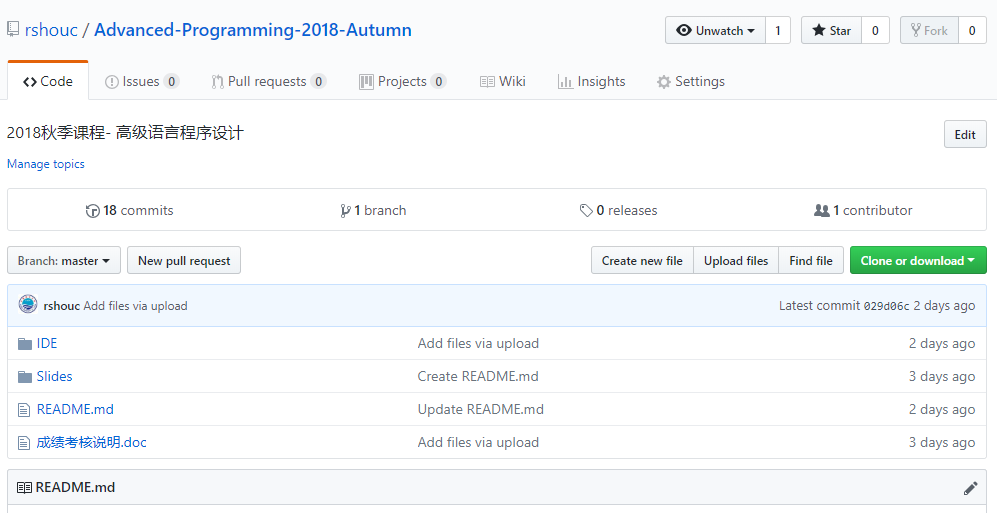 rshouc / Advanced-Programming-2018-Autumn Unwatch 1 Star 0 Fork 0
Code Issues 0 Pull requests 0 Projects 0 Wiki Insights Settings
2018秋季课程- 高级语言程序设计 Edit
Manage topics
18 commits 1 branch 0 releases 1 contributor
Branch: master New pull request Create new file Upload files Find file Clone or download
rshouc Add files via upload Latest commit 029d06c 2 days ago
IDE Add files via upload 2 days ago
Slides Create README.md 3 days ago
README.md Update README.md 2 days ago
成绩考核说明.doc Add files via upload 3 days ago
README.md